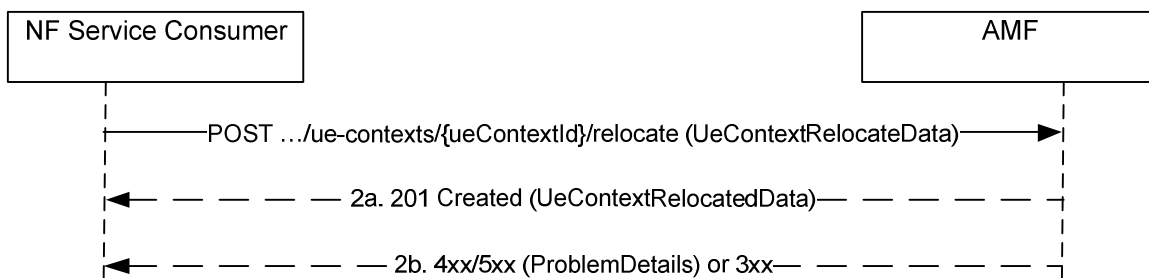 NF Service Consumer
AMF
POST …/ue-contexts/{ueContextId}/relocate (UeContextRelocateData)
2a. 201 Created (UeContextRelocatedData)
2b. 4xx/5xx (ProblemDetails) or 3xx